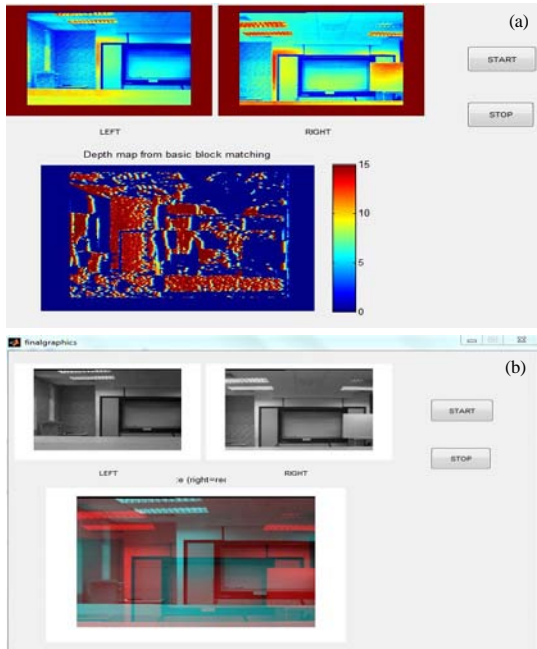 (a)
START
STOP
LEFT
RIGHT
Depth map from basic block matching
15
10
5
0
finalgraphics
(b)
START
STOP
LEFT
RIGHT
(right=re